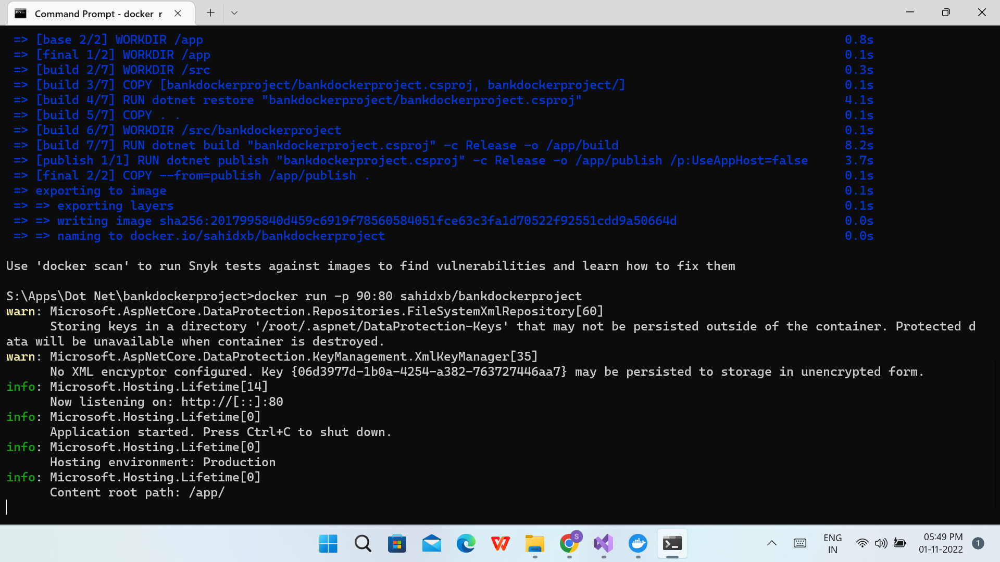 Command Prompt - docker  r
=> [base 2/2] WORKDIR /app 0.8s
=> [final 1/2] WORKDIR /app 0.1s
=> [build 2/7] WORKDIR /src 0.3s
=> [build 3/7] COPY [bankdockerproject/bankdockerproject.csproj, bankdockerproject/] 0.1s
=> [build 4/7] RUN dotnet restore "bankdockerproject/bankdockerproject.csproj" 4.1s
=> [build 5/7] COPY . . 0.1s
=> [build 6/7] WORKDIR /src/bankdockerproject 0.1s
=> [build 7/7] RUN dotnet build "bankdockerproject.csproj" -c Release -o /app/build 8.2s
=> [publish 1/1] RUN dotnet publish "bankdockerproject.csproj" -c Release -o /app/publish /p:UseAppHost=false 3.7s
=> [final 2/2] COPY --from=publish /app/publish . 0.1s
=> exporting to image 0.1s
=> => exporting layers 0.1s
=> => writing image sha256:2017995840d459c6919f78560584051fce63c3fa1d70522f92551cdd9a50664d 0.0s
=> => naming to docker.io/sahidxb/bankdockerproject 0.0s
Use 'docker scan' to run Snyk tests against images to find vulnerabilities and learn how to fix them
S:\Apps\Dot Net\bankdockerproject>docker run -p 90:80 sahidxb/bankdockerproject
warn: Microsoft.AspNetCore.DataProtection.Repositories.FileSystemXmlRepository[60]
Storing keys in a directory '/root/.aspnet/DataProtection-Keys' that may not be persisted outside of the container. Protected d
ata will be unavailable when container is destroyed.
warn: Microsoft.AspNetCore.DataProtection.KeyManagement.XmlKeyManager[35]
No XML encryptor configured. Key {06d3977d-1b0a-4254-a382-763727446aa7} may be persisted to storage in unencrypted form.
info: Microsoft.Hosting.Lifetime[14]
Now listening on: http://[::]:80
info: Microsoft.Hosting.Lifetime[0]
Application started. Press Ctrl+C to shut down.
info: Microsoft.Hosting.Lifetime[0]
Hosting environment: Production
info: Microsoft.Hosting.Lifetime[0]
Content root path: /app/
S
ENG
IN
05:49 PM
01-11-2022
1